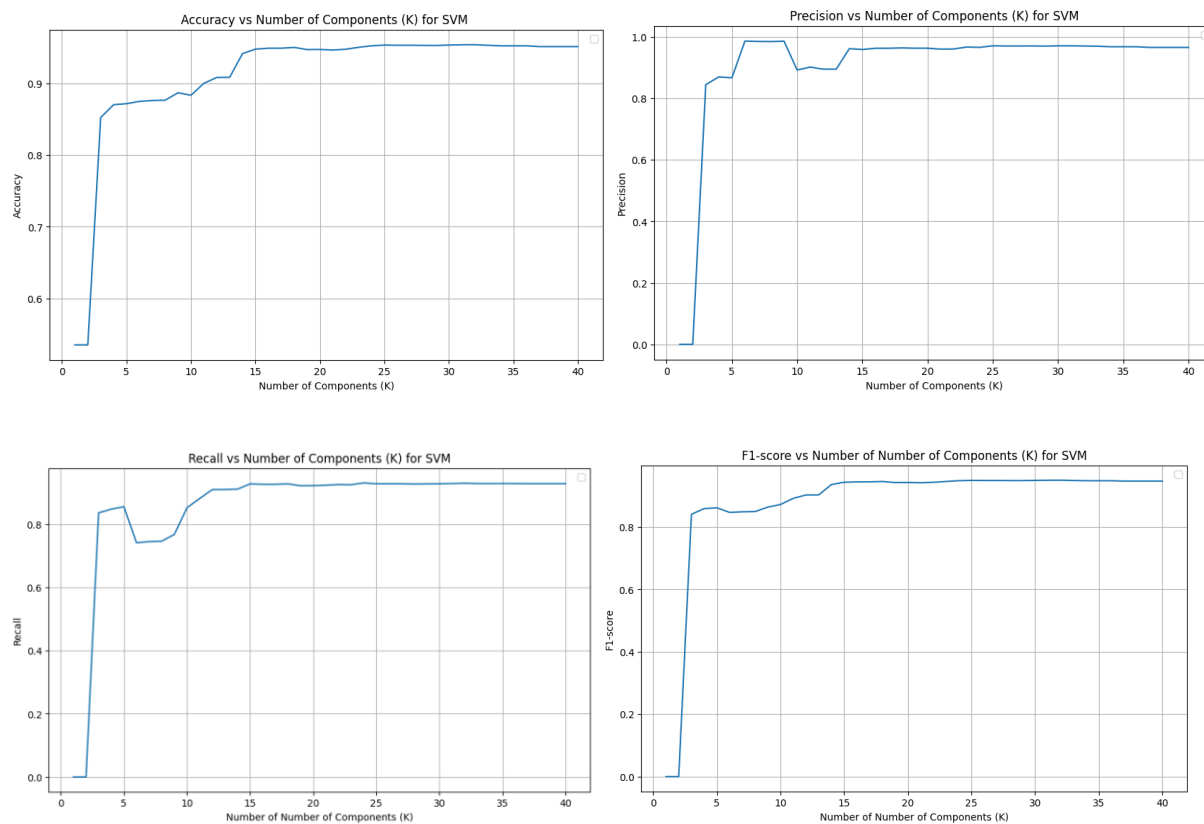 Accuracy vs Number of Components (K) for SVM
0.9
0.8
0.7
0.6
Accuracy
0 5 10 15 20 25 30 35 40
Number of Components (K)
Precision vs Number of Components (K) for SVM
1.0
0.8
0.6
0.4
0.2
0.0
Precision
0 5 10 15 20 25 30 35 40
Number of Components (K)
Recall vs Number of Components (K) for SVM
0.8
0.6
0.4
0.2
0.0
Recall
0 5 10 15 20 25 30 35 40
Number of Number of Components (K)
F1-score vs Number of Number of Components (K) for SVM
0.8
0.6
0.4
0.2
0.0
F1-score
0 5 10 15 20 25 30 35 40
Number of Number of Components (K)